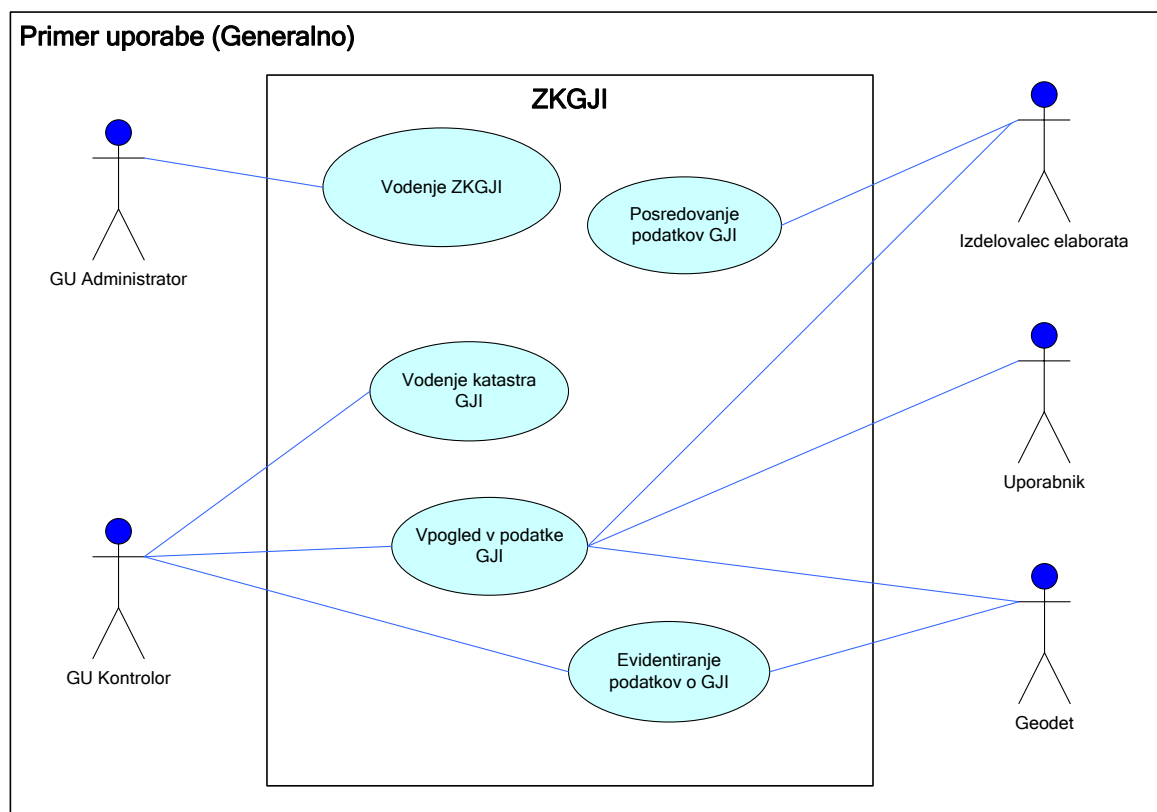 Primer uporabe (Generalno)
ZKGJI
Vodenje ZKGJI
Posredovanje
podatkov GJI
Izdelovalec elaborata
GU Administrator
Vodenje katastra
GJI
Uporabnik
Vpogled v podatke
GJI
GU Kontrolor
Evidentiranje
podatkov o GJI
Geodet